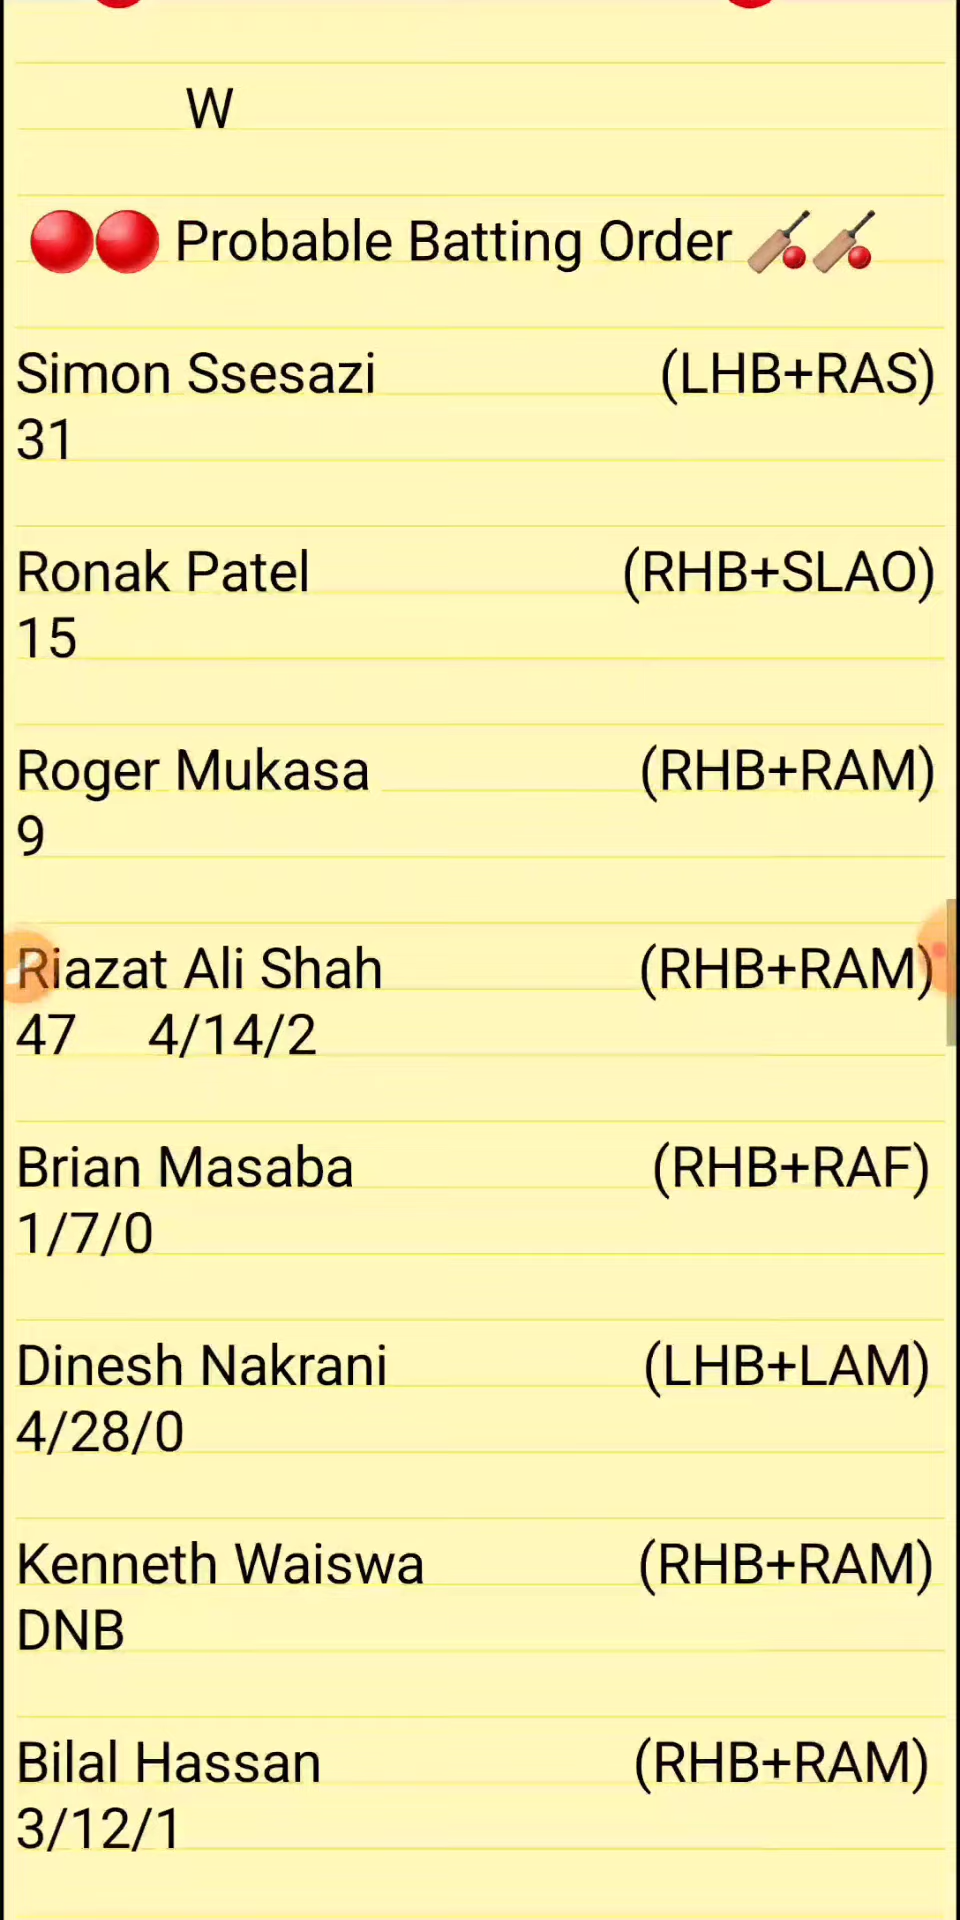 W
Probable Batting Order
Simon Ssesazi (LHB+RAS)
31
Ronak Patel (RHB+SLAO)
15
Roger Mukasa (RHB+RAM)
9
Riazat Ali Shah (RHB+RAM)
47 4/14/2
Brian Masaba (RHB+RAF)
1/7/0
Dinesh Nakrani (LHB+LAM)
4/28/0
Kenneth Waiswa (RHB+RAM)
DNB
Bilal Hassan (RHB+RAM)
3/12/1